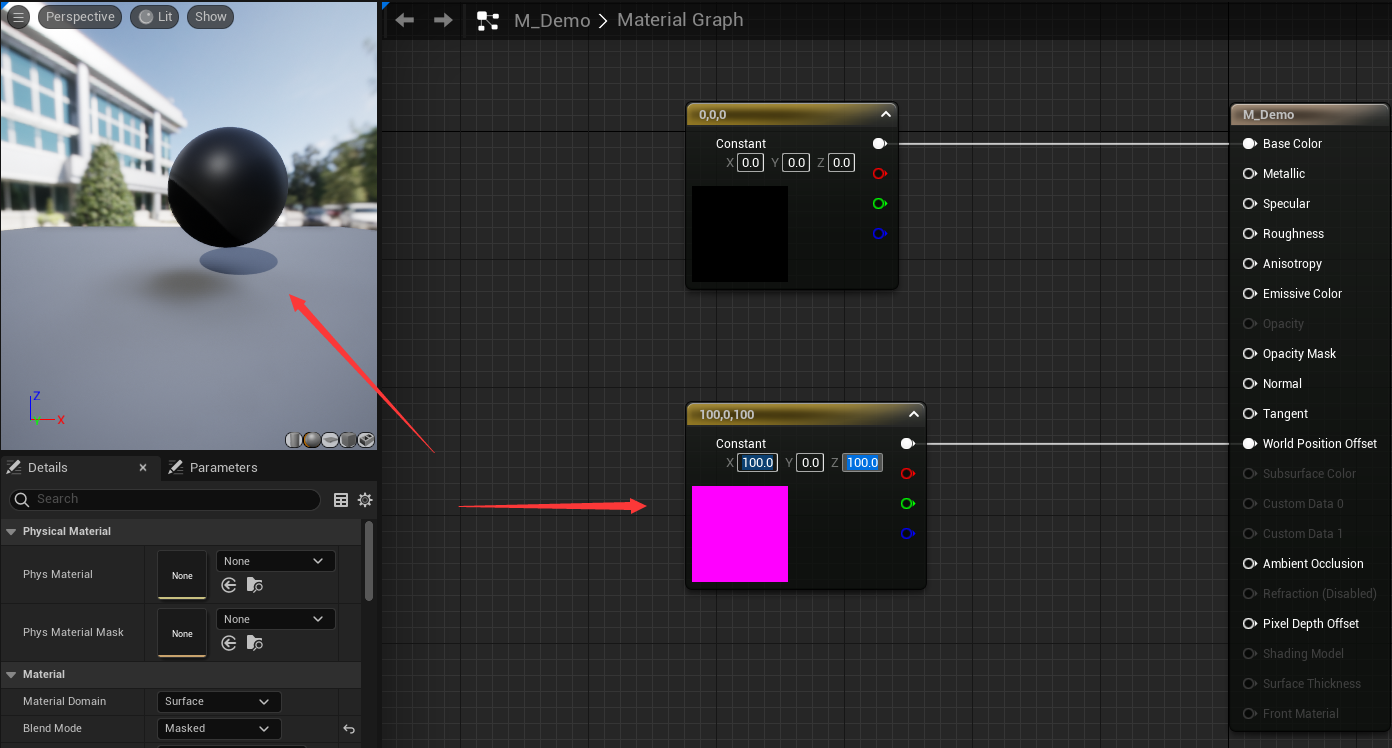 Perspective
Lit
Show
Z
Y
X
M_Demo > Material Graph
0,0,0
Constant
X 0.0 Y 0.0 Z 0.0
100,0,100
Constant
X 100.0 Y 0.0 Z 100.0
M_Demo
Base Color
Metallic
Specular
Roughness
Anisotropy
Emissive Color
Opacity
Opacity Mask
Normal
Tangent
World Position Offset
Subsurface Color
Custom Data 0
Custom Data 1
Ambient Occlusion
Refraction (Disabled)
Pixel Depth Offset
Shading Model
Surface Thickness
Front Material
Details
Parameters
Search
Physical Material
Phys Material
None
None
Phys Material Mask
None
None
Material
Material Domain
Surface
Blend Mode
Masked